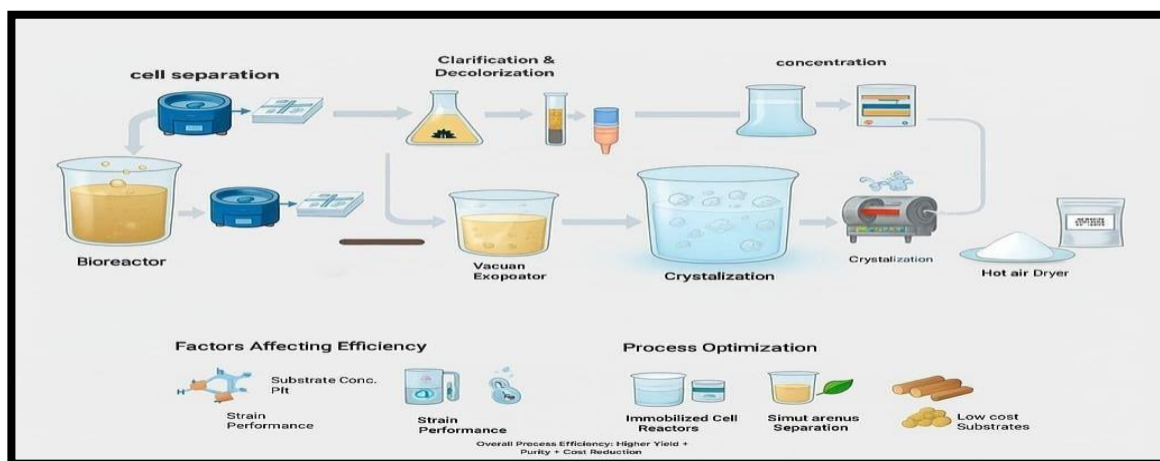 cell separation
Clarification &
Decolorization
concentration
Bioreactor
Vacuan
Exopoator
Crystalization
Crystalization
Hot air Dryer
Factors Affecting Efficiency
Substrate Conc.
Plt
Strain
Performance
Strain
Performance
Process Optimization
Immobilized Cell
Reactors
Simut arenus
Separation
Low cost
Substrates
Overall Process Efficiency: Higher Yield +
Purity + Cost Reduction